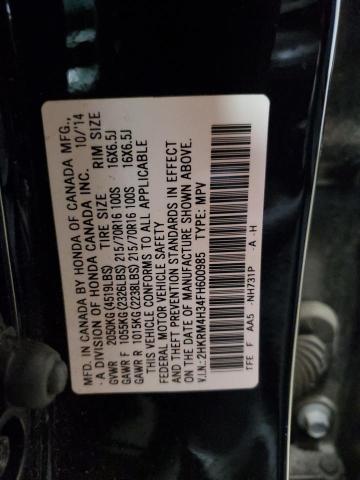 MFD. IN CANADA BY HONDA OF CANADA MFG., 10/14
- A DIVISION OF HONDA CANADA INC.
TIRE SIZE RIM SIZE
GVWR 2050KG (4519LBS)
GAWR F 1055KG (2326LBS) 215/70R16 100S 16X6.5J
GAWR R 1015KG (2238LBS) 215/70R16 100S 16X6.5J
THIS VEHICLE CONFORMS TO ALL APPLICABLE
FEDERAL MOTOR VEHICLE SAFETY
AND THEFT PREVENTION STANDARDS IN EFFECT
ON THE DATE OF MANUFACTURE SHOWN ABOVE.
V.I.N.: 2HKRM4H34FH600985 TYPE: MPV
TFE F AA5 -NH731P -A -H